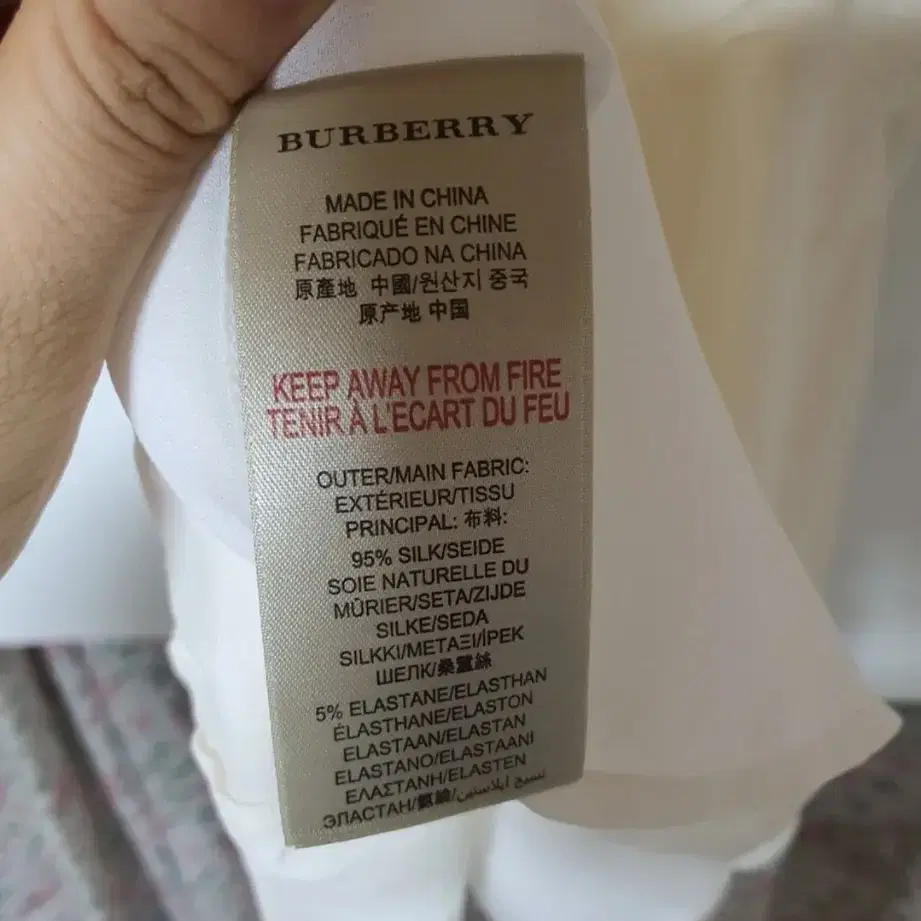 BURBERRY
MADE IN CHINA
FABRIQUÉ EN CHINE
FABRICADO NA CHINA
原產地 中國/원산지 중국
原产地 中国
KEEP AWAY FROM FIRE
TENIR À L'ECART DU FEU
OUTER/MAIN FABRIC:
EXTÉRIEUR/TISSU
PRINCIPAL: 布料:
95% SILK/SEIDE
SOIE NATURELLE DU
MÛRIER/SETA/ZIJDE
SILKE/SEDA
SILKKI/ΜΕΤΑΞΙ/İPEK
ШЕЛК/桑蠶絲
5% ELASTANE/ELASTHAN
ÉLASTHANE/ELASTON
ELASTAAN/ELASTAN
ELASTANO/ELASTAANI
ΕΛΑΣΤΑΝΗ/ELASTEN
ЭЛАСТАН/氨綸/نسيج ايلاستين